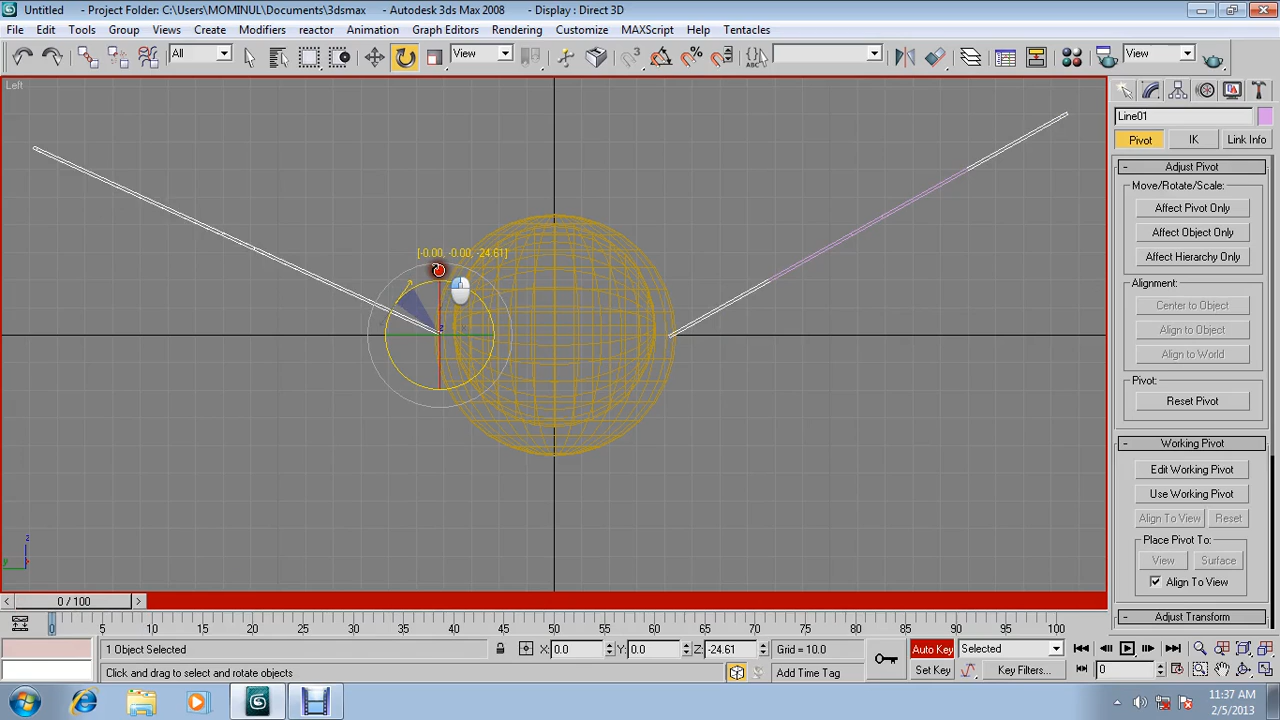 Untitled - Project Folder: C:\Users\MOMINUL\Documents\3dsmax - Autodesk 3ds Max 2008 - Display : Direct 3D
File Edit Tools Group Views Create Modifiers reactor Animation Graph Editors Rendering Customize MAXScript Help Tentacles
All View View
Left
Line01
Pivot IK Link Info
- Adjust Pivot
Move/Rotate/Scale:
Affect Pivot Only
Affect Object Only
Affect Hierarchy Only
Alignment:
Center to Object
Align to Object
Align to World
Pivot:
Reset Pivot
- Working Pivot
Edit Working Pivot
Use Working Pivot
Align To View Reset
Place Pivot To:
View Surface
Align To View
Adjust Transform
[-0.00, -0.00, -24.61]
z
x
z
y
< 0 / 100 >
0 5 10 15 20 25 30 35 40 45 50 55 60 65 70 75 80 85 90 95 100
1 Object Selected X: 0.0 Y: 0.0 Z: -24.61 Grid = 10.0 Auto Key Selected
Click and drag to select and rotate objects Add Time Tag Set Key Key Filters... 0
11:37 AM
2/5/2013